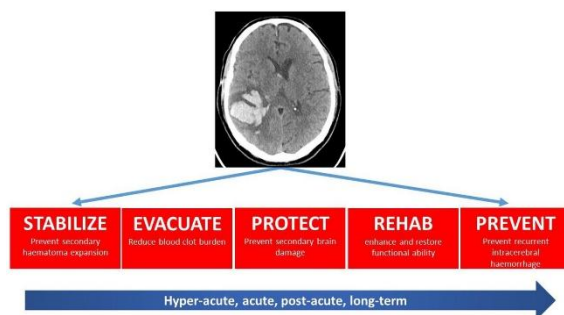 STABILIZE
Prevent secondary
haematoma expansion
EVACUATE
Reduce blood clot burden
PROTECT
Prevent secondary brain
damage
REHAB
enhance and restore
functional ability
PREVENT
Prevent recurrent
intracerebral
haemorrhage
Hyper-acute, acute, post-acute, long-term